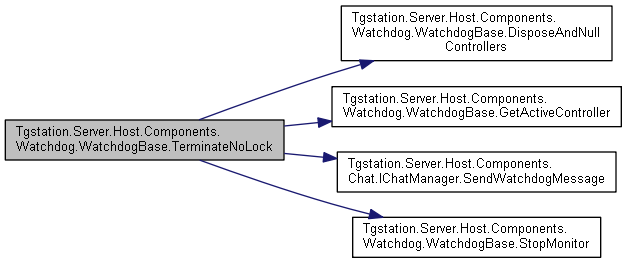 Tgstation.Server.Host.Components.
Watchdog.WatchdogBase.TerminateNoLock
Tgstation.Server.Host.Components.
Watchdog.WatchdogBase.DisposeAndNull
Controllers
Tgstation.Server.Host.Components.
Watchdog.WatchdogBase.GetActiveController
Tgstation.Server.Host.Components.
Chat.IChatManager.SendWatchdogMessage
Tgstation.Server.Host.Components.
Watchdog.WatchdogBase.StopMonitor